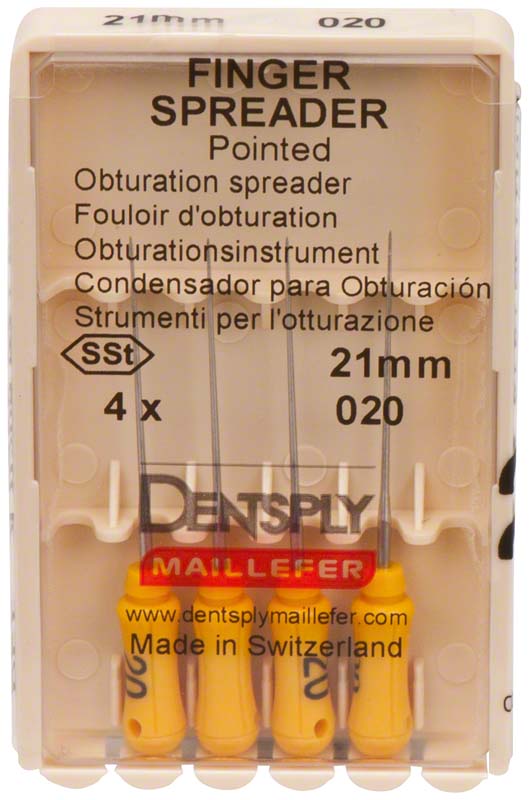 21mm 020
FINGER
SPREADER
Pointed
Obturation spreader
Fouloir d'obturation
Obturationsinstrument
Condensador para Obturación
Strumenti per l'otturazione
SSt 21mm
4 x 020
DENTSPLY
MAILLEFER
www.dentsplymaillefer.com
Made in Switzerland